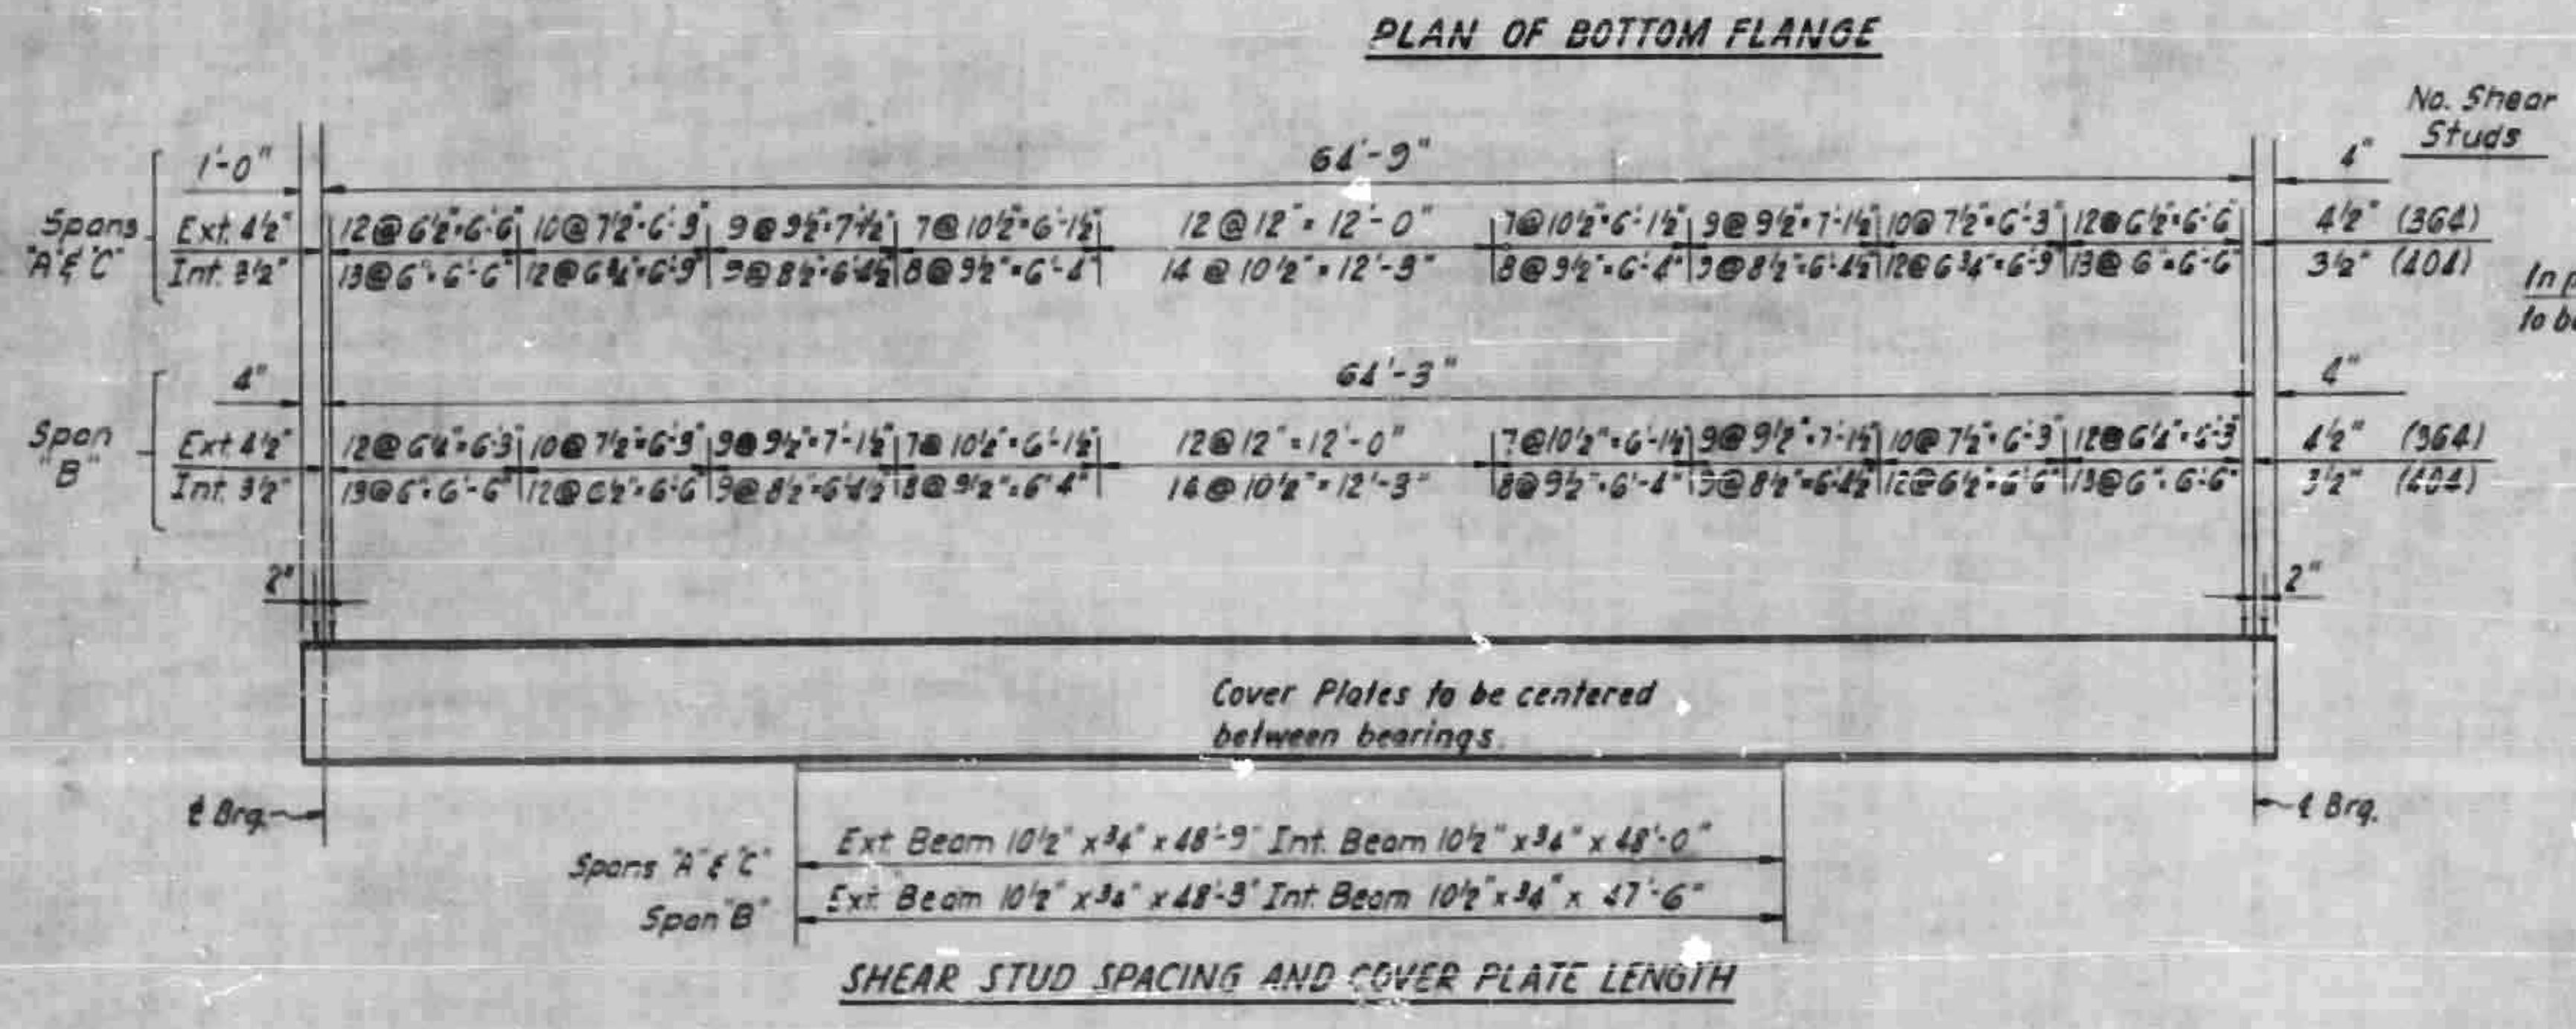 PLAN OF BOTTOM FLANGE
No. Shear
Studs
1'-0" 64'-9" 4"
Spans
"A" & "C"
Ext. 4½" 12@6½"=6'-6" 10@7½"=6'-3" 9@9½"=7'-1½" 7@10½"=6'-1½" 12@12"=12'-0" 7@10½"=6'-1½" 9@9½"=7'-1½" 10@7½"=6'-3" 12@6½"=6'-6" 4½" (364)
Int. 3½" 13@6"=6'-6" 12@6¾"=6'-9" 9@8½"=6'-4½" 8@9½"=6'-4" 14@10½"=12'-3" 8@9½"=6'-4" 9@8½"=6'-4½" 12@6¾"=6'-9" 13@6"=6'-6" 3½" (404)
In
to
4" 64'-3" 4"
Span
"B"
Ext. 4½" 12@6¼"=6'-3" 10@7½"=6'-3" 9@9½"=7'-1½" 7@10½"=6'-1½" 12@12"=12'-0" 7@10½"=6'-1½" 9@9½"=7'-1½" 10@7½"=6'-3" 12@6¼"=6'-3" 4½" (364)
Int. 3½" 13@6"=6'-6" 12@6½"=6'-6" 9@8½"=6'-4½" 8@9½"=6'-4" 14@10½"=12'-3" 8@9½"=6'-4" 9@8½"=6'-4½" 12@6½"=6'-6" 13@6"=6'-6" 3½" (404)
2" 2"
Cover Plates to be centered
between bearings.
℄ Brg. ℄ Brg.
Spans "A" & "C" Ext. Beam 10½" x ¾" x 48'-9" Int. Beam 10½" x ¾" x 48'-0"
Span "B" Ext. Beam 10½" x ¾" x 48'-3" Int. Beam 10½" x ¾" x 47'-6"
SHEAR STUD SPACING AND COVER PLATE LENGTH